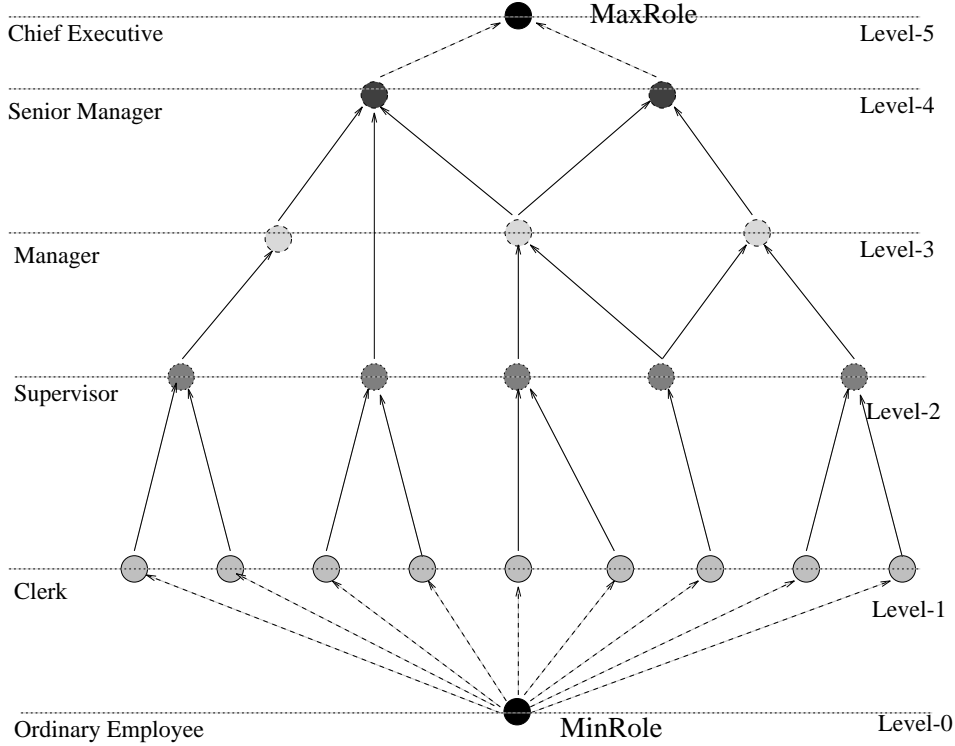 MaxRole
Chief Executive
Level-5
Senior Manager
Level-4
Manager
Level-3
Supervisor
Level-2
Clerk
Level-1
Ordinary Employee
MinRole
Level-0